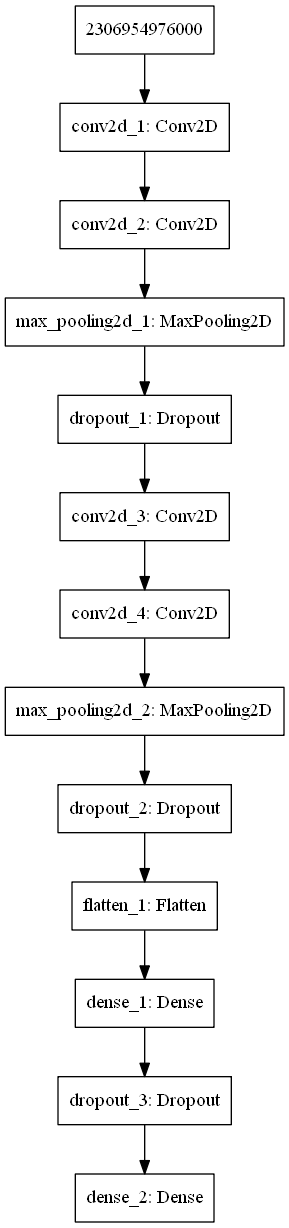 2306954976000
conv2d_1: Conv2D
conv2d_2: Conv2D
max_pooling2d_1: MaxPooling2D
dropout_1: Dropout
conv2d_3: Conv2D
conv2d_4: Conv2D
max_pooling2d_2: MaxPooling2D
dropout_2: Dropout
flatten_1: Flatten
dense_1: Dense
dropout_3: Dropout
dense_2: Dense